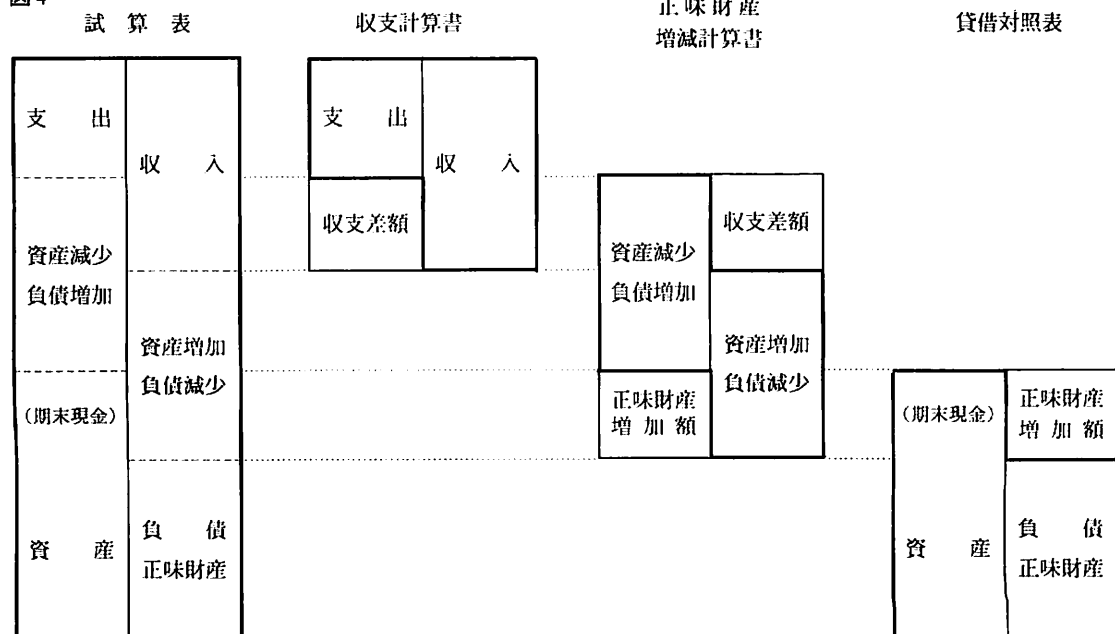 図4
試算表
収支計算書
正味財産
増減計算書
貸借対照表
支出
収入
資産減少
負債増加
資産増加
負債減少
(期末現金)
資産
負債
正味財産
支出
収入
収支差額
資産減少
負債増加
収支差額
資産増加
負債減少
正味財産
増加額
(期末現金)
資産
正味財産
増加額
負債
正味財産